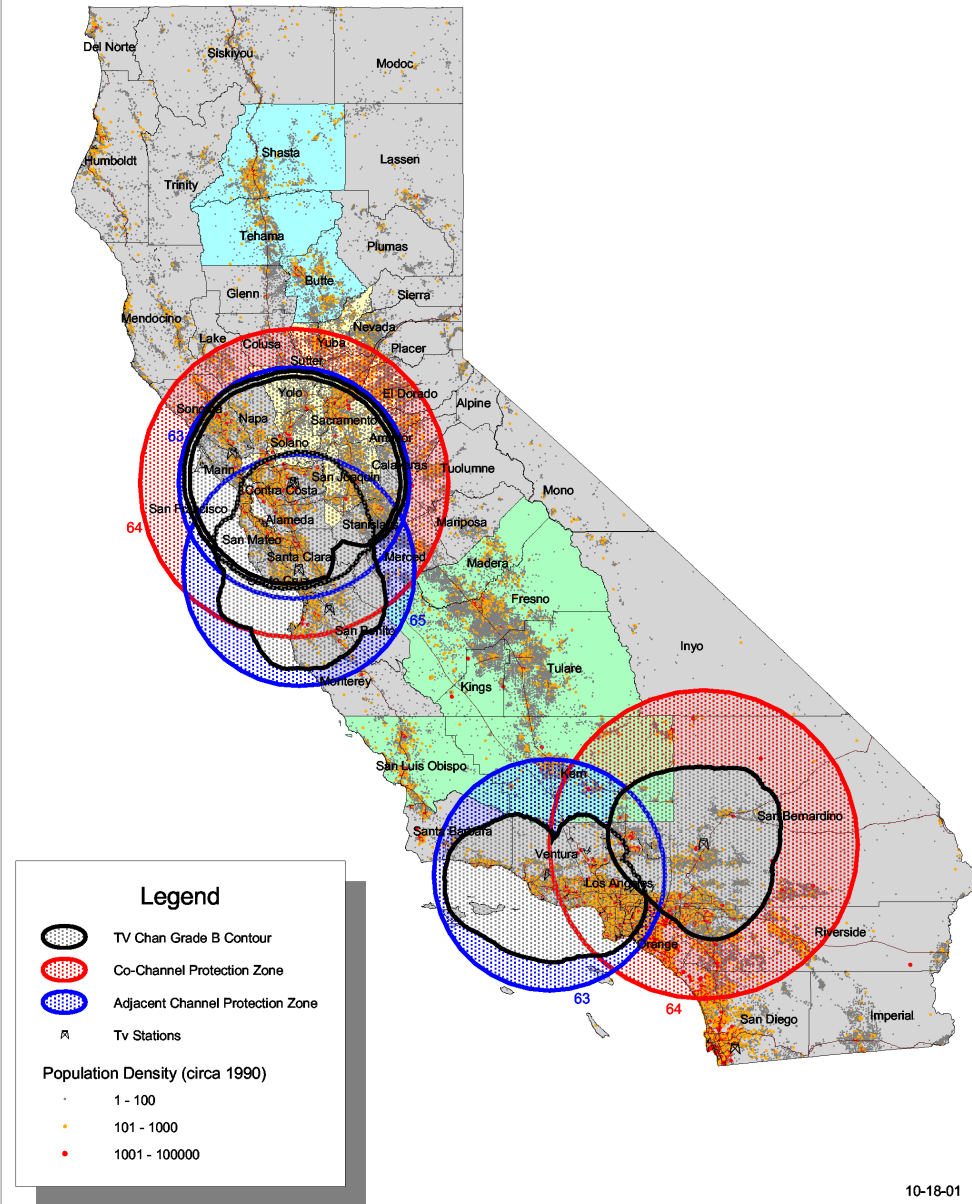 Del Norte
Siskiyou
Modoc
Shasta
Lassen
Humboldt
Trinity
Tehama
Plumas
Butte
Glenn
Sierra
Mendocino
Nevada
Lake
Colusa
Yuba
Placer
Sutter
Yolo
El Dorado
Alpine
Sonoma
Napa
Sacramento
63
Solano
Amador
Marin
Calaveras
Tuolumne
San Joaquin
Contra Costa
Mono
San Francisco
Alameda
Stanislaus
Mariposa
64
San Mateo
Santa Clara
Merced
Madera
Fresno
65
San Benito
Inyo
Tulare
Monterey
Kings
San Luis Obispo
Kern
San Bernardino
Santa Barbara
Ventura
Los Angeles
Riverside
Orange
63
64
San Diego
Imperial
Legend
TV Chan Grade B Contour
Co-Channel Protection Zone
Adjacent Channel Protection Zone
Tv Stations
Population Density (circa 1990)
1 - 100
101 - 1000
1001 - 100000
10-18-01